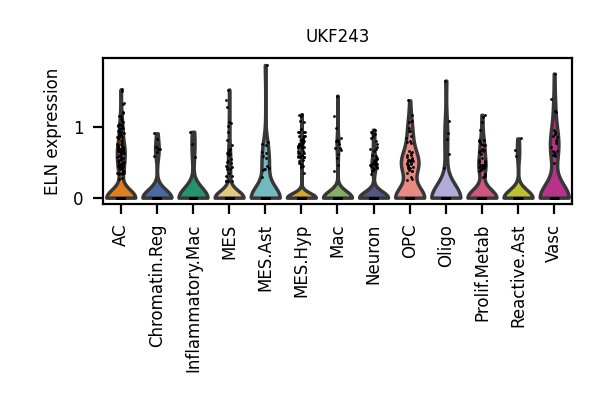 UKF243
ELN expression
1
0
AC
Chromatin.Reg
Inflammatory.Mac
MES
MES.Ast
MES.Hyp
Mac
Neuron
OPC
Oligo
Prolif.Metab
Reactive.Ast
Vasc